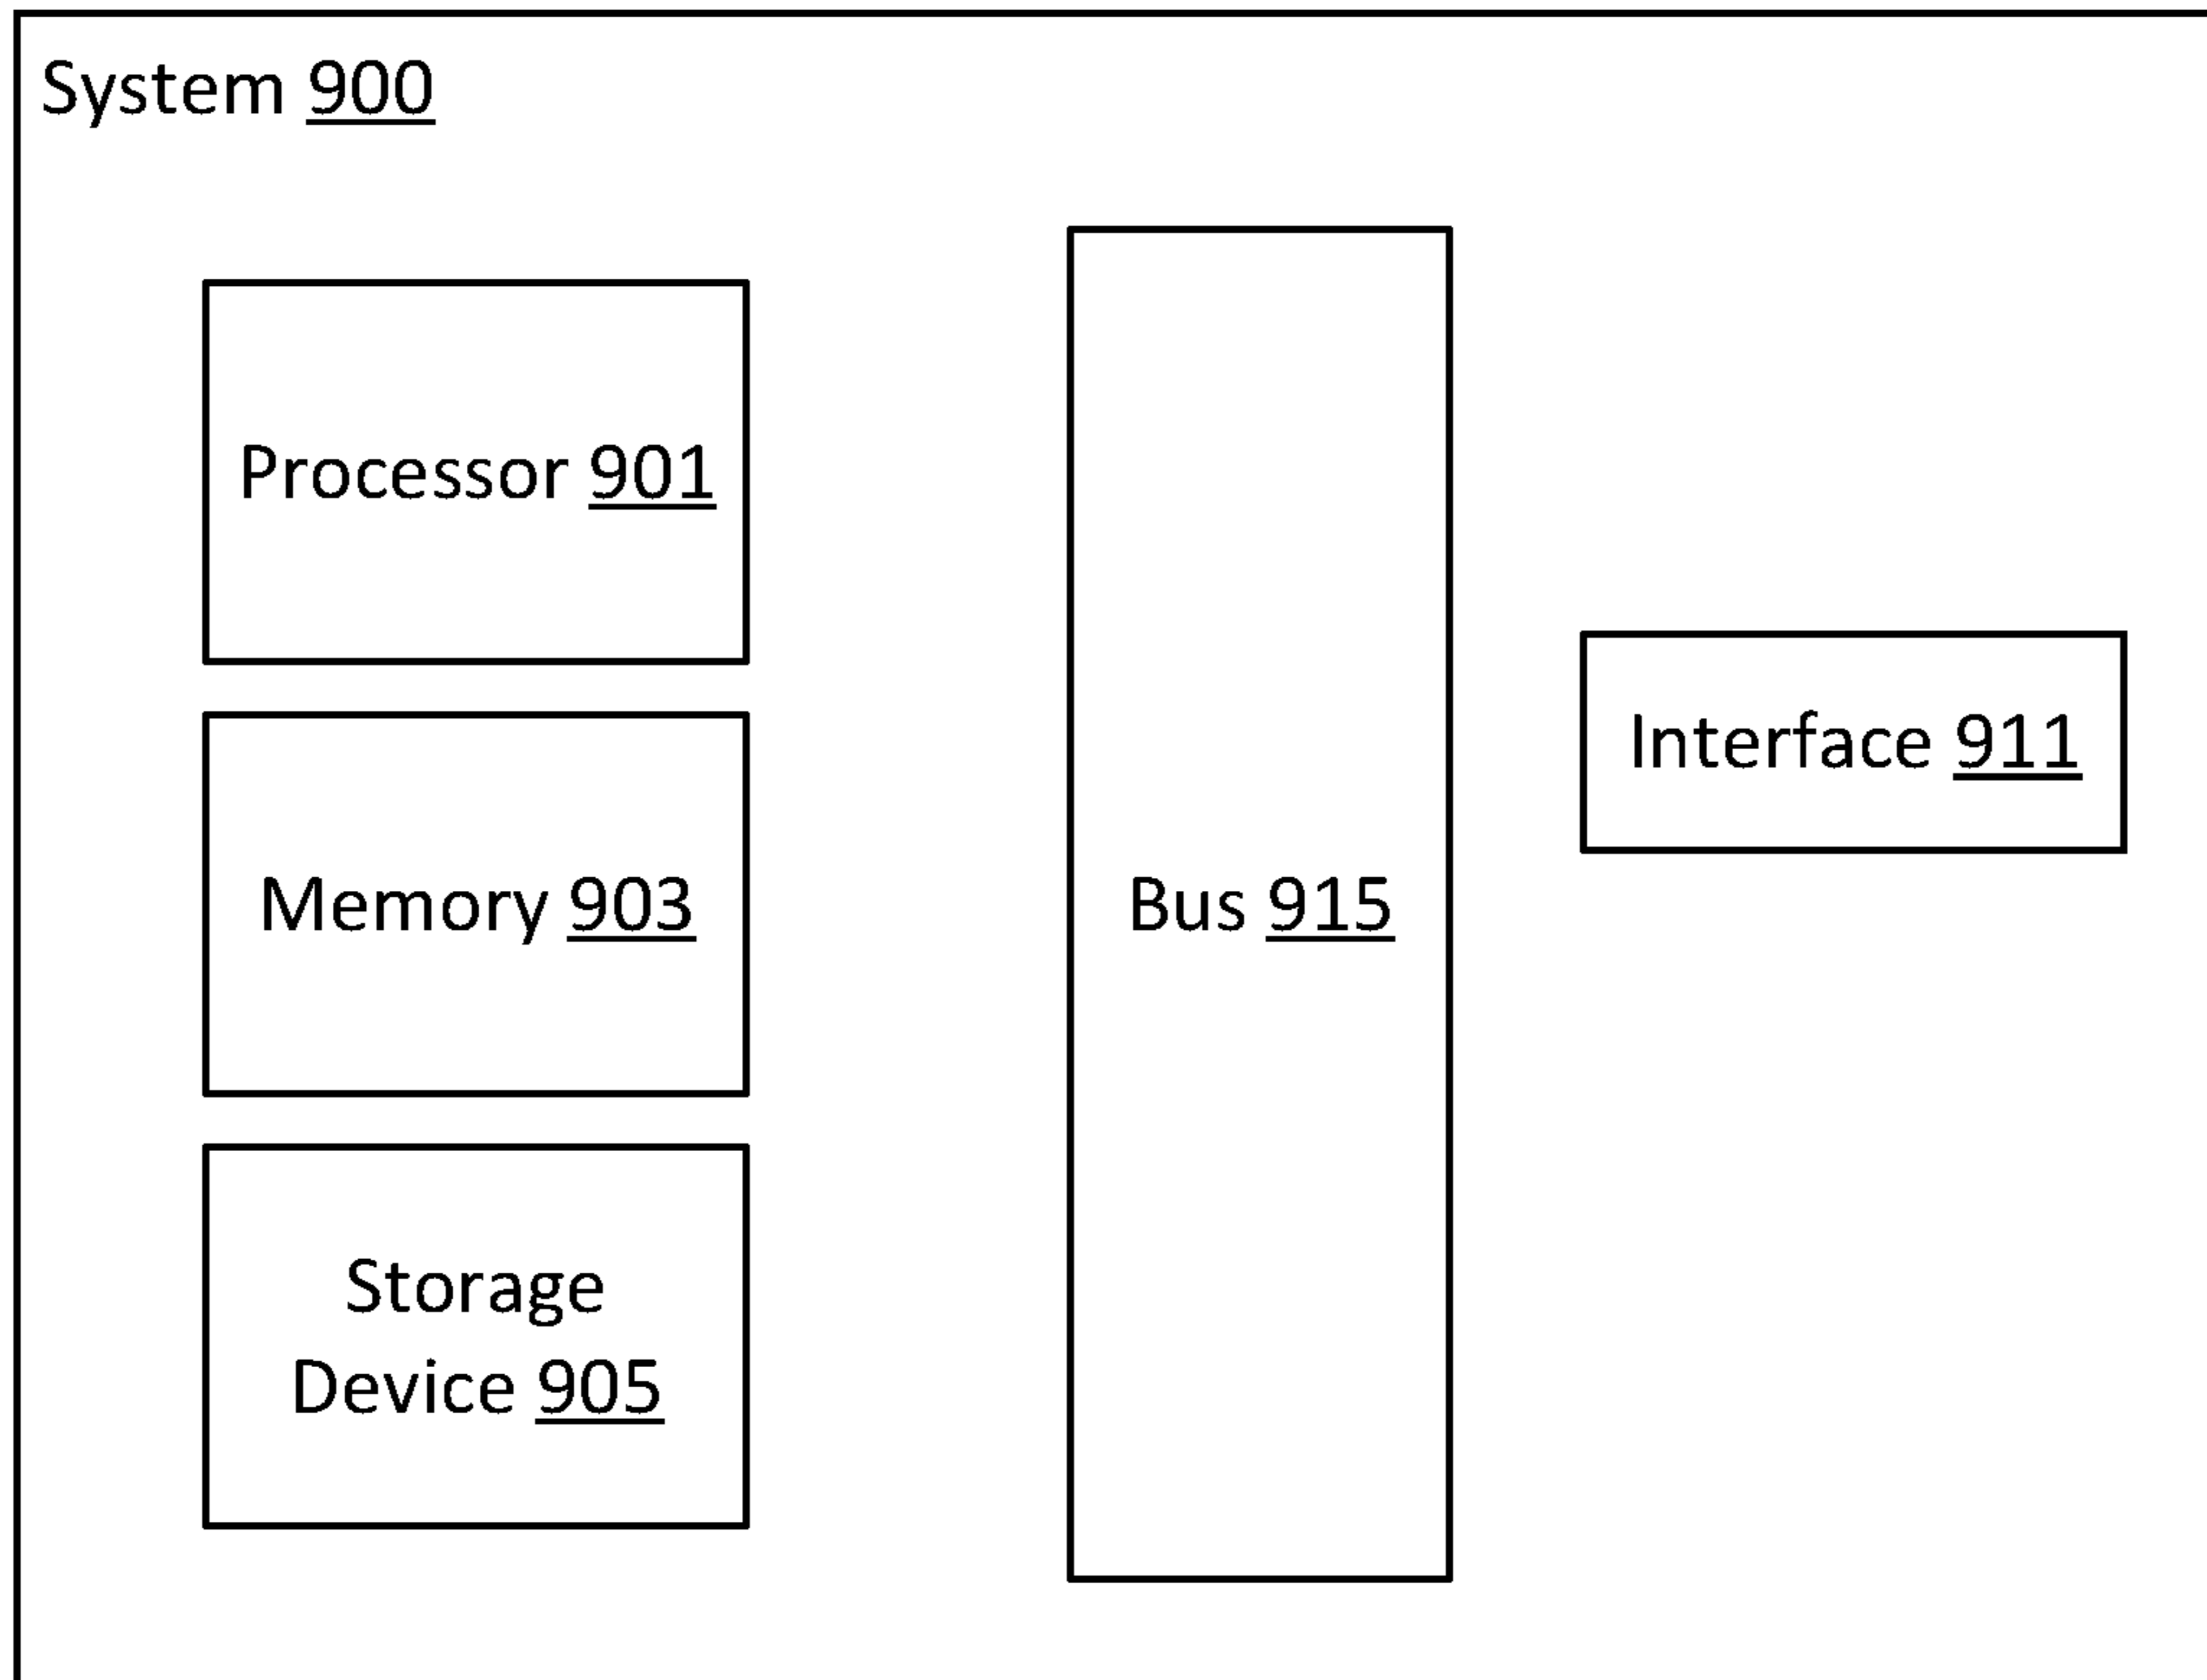 System 900
Processor 901
Interface 911
Memory 903
Bus 915
Storage
Device 905